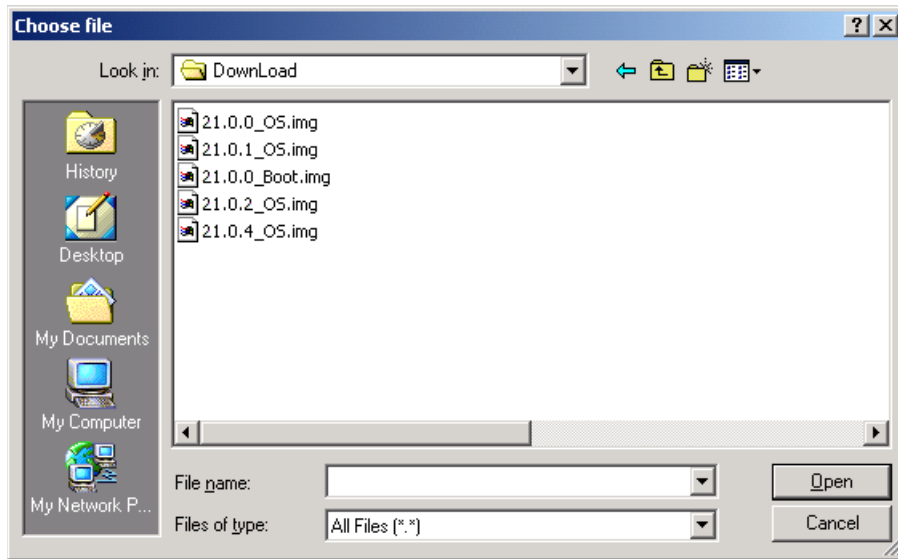 Choose file
Look in:
DownLoad
History
Desktop
My Documents
My Computer
My Network P...
21.0.0_OS.img
21.0.1_OS.img
21.0.0_Boot.img
21.0.2_OS.img
21.0.4_OS.img
File name:
Open
Files of type:
All Files (*.*)
Cancel